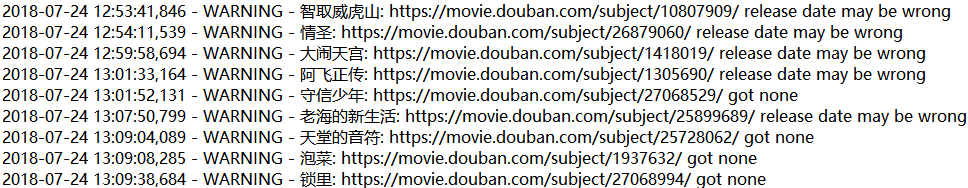 2018-07-24 12:53:41,846 - WARNING - 智取威虎山: https://movie.douban.com/subject/10807909/ release date may be wrong
2018-07-24 12:54:11,539 - WARNING - 情圣: https://movie.douban.com/subject/26879060/ release date may be wrong
2018-07-24 12:59:58,694 - WARNING - 大闹天宫: https://movie.douban.com/subject/1418019/ release date may be wrong
2018-07-24 13:01:33,164 - WARNING - 阿飞正传: https://movie.douban.com/subject/1305690/ release date may be wrong
2018-07-24 13:01:52,131 - WARNING - 守信少年: https://movie.douban.com/subject/27068529/ got none
2018-07-24 13:07:50,799 - WARNING - 老海的新生活: https://movie.douban.com/subject/25899689/ release date may be wrong
2018-07-24 13:09:04,089 - WARNING - 天堂的音符: https://movie.douban.com/subject/25728062/ got none
2018-07-24 13:09:08,285 - WARNING - 泡菜: https://movie.douban.com/subject/1937632/ got none
2018-07-24 13:09:38,684 - WARNING - 锁里: https://movie.douban.com/subject/27068994/ got none